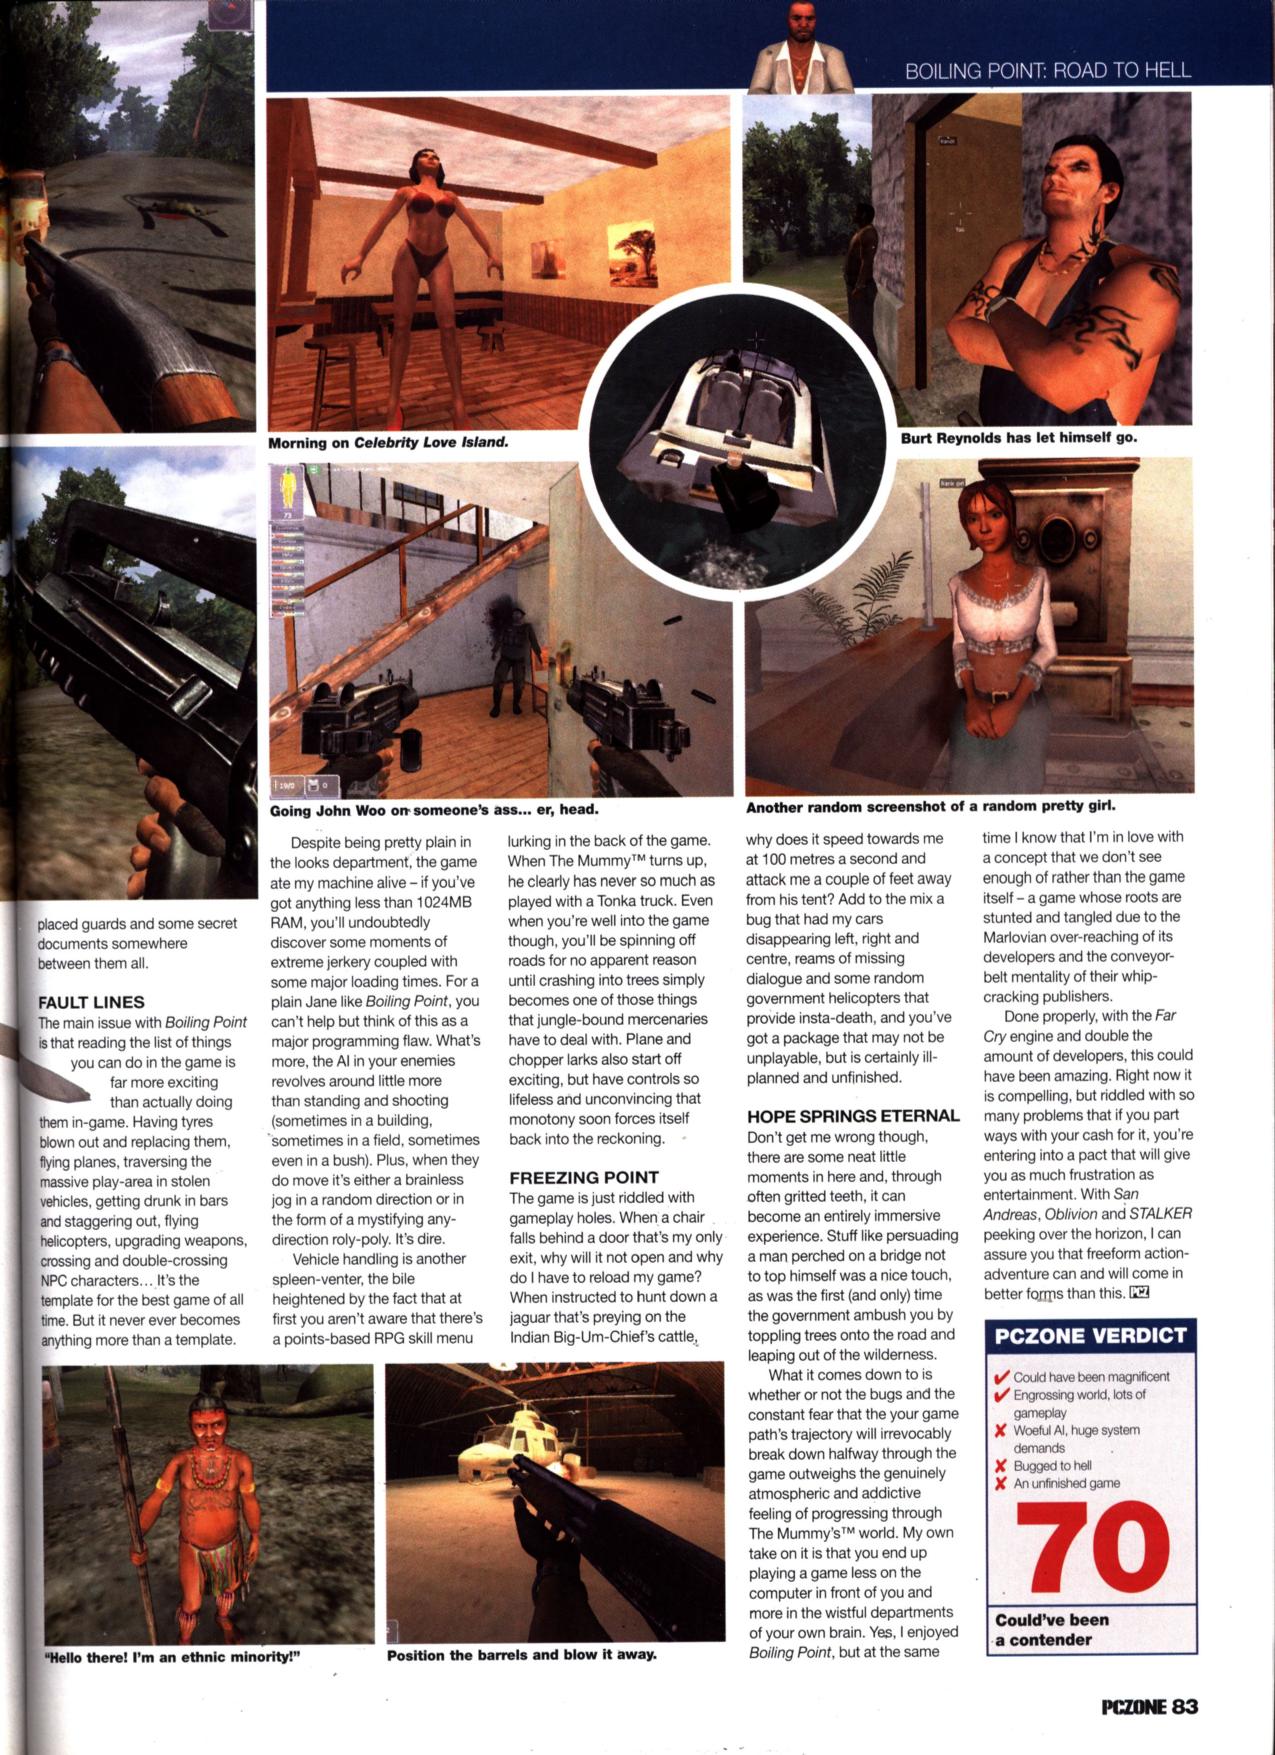 BOILING POINT: ROAD TO HELL
Morning on Celebrity Love Island.
Burt Reynolds has let himself go.
73
19/0
0
Going John Woo on someone's ass... er, head.
Another random screenshot of a random pretty girl.
placed guards and some secret
documents somewhere
between them all.
FAULT LINES
The main issue with Boiling Point
is that reading the list of things
you can do in the game is
far more exciting
than actually doing
them in-game. Having tyres
blown out and replacing them,
flying planes, traversing the
massive play-area in stolen
vehicles, getting drunk in bars
and staggering out, flying
helicopters, upgrading weapons,
crossing and double-crossing
NPC characters... It's the
template for the best game of all
time. But it never ever becomes
anything more than a template.
Despite being pretty plain in
the looks department, the game
ate my machine alive – if you've
got anything less than 1024MB
RAM, you'll undoubtedly
discover some moments of
extreme jerkery coupled with
some major loading times. For a
plain Jane like Boiling Point, you
can't help but think of this as a
major programming flaw. What's
more, the AI in your enemies
revolves around little more
than standing and shooting
(sometimes in a building,
sometimes in a field, sometimes
even in a bush). Plus, when they
do move it's either a brainless
jog in a random direction or in
the form of a mystifying any-
direction roly-poly. It's dire.
Vehicle handling is another
spleen-venter, the bile
heightened by the fact that at
first you aren't aware that there's
a points-based RPG skill menu
lurking in the back of the game.
When The Mummy™ turns up,
he clearly has never so much as
played with a Tonka truck. Even
when you're well into the game
though, you'll be spinning off
roads for no apparent reason
until crashing into trees simply
becomes one of those things
that jungle-bound mercenaries
have to deal with. Plane and
chopper larks also start off
exciting, but have controls so
lifeless and unconvincing that
monotony soon forces itself
back into the reckoning.
FREEZING POINT
The game is just riddled with
gameplay holes. When a chair
falls behind a door that's my only
exit, why will it not open and why
do I have to reload my game?
When instructed to hunt down a
jaguar that's preying on the
Indian Big-Um-Chief's cattle,
why does it speed towards me
at 100 metres a second and
attack me a couple of feet away
from his tent? Add to the mix a
bug that had my cars
disappearing left, right and
centre, reams of missing
dialogue and some random
government helicopters that
provide insta-death, and you've
got a package that may not be
unplayable, but is certainly ill-
planned and unfinished.
HOPE SPRINGS ETERNAL
Don't get me wrong though,
there are some neat little
moments in here and, through
often gritted teeth, it can
become an entirely immersive
experience. Stuff like persuading
a man perched on a bridge not
to top himself was a nice touch,
as was the first (and only) time
the government ambush you by
toppling trees onto the road and
leaping out of the wilderness.
What it comes down to is
whether or not the bugs and the
constant fear that the your game
path's trajectory will irrevocably
break down halfway through the
game outweighs the genuinely
atmospheric and addictive
feeling of progressing through
The Mummy's™ world. My own
take on it is that you end up
playing a game less on the
computer in front of you and
more in the wistful departments
of your own brain. Yes, I enjoyed
Boiling Point, but at the same
time I know that I'm in love with
a concept that we don't see
enough of rather than the game
itself – a game whose roots are
stunted and tangled due to the
Marlovian over-reaching of its
developers and the conveyor-
belt mentality of their whip-
cracking publishers.
Done properly, with the Far
Cry engine and double the
amount of developers, this could
have been amazing. Right now it
is compelling, but riddled with so
many problems that if you part
ways with your cash for it, you're
entering into a pact that will give
you as much frustration as
entertainment. With San
Andreas, Oblivion and STALKER
peeking over the horizon, I can
assure you that freeform action-
adventure can and will come in
better forms than this. PCZ
PCZONE VERDICT
Could have been magnificent
Engrossing world, lots of
gameplay
Woeful AI, huge system
demands
Bugged to hell
An unfinished game
70
Could've been
a contender
"Hello there! I'm an ethnic minority!"
Position the barrels and blow it away.
PCZONE 83